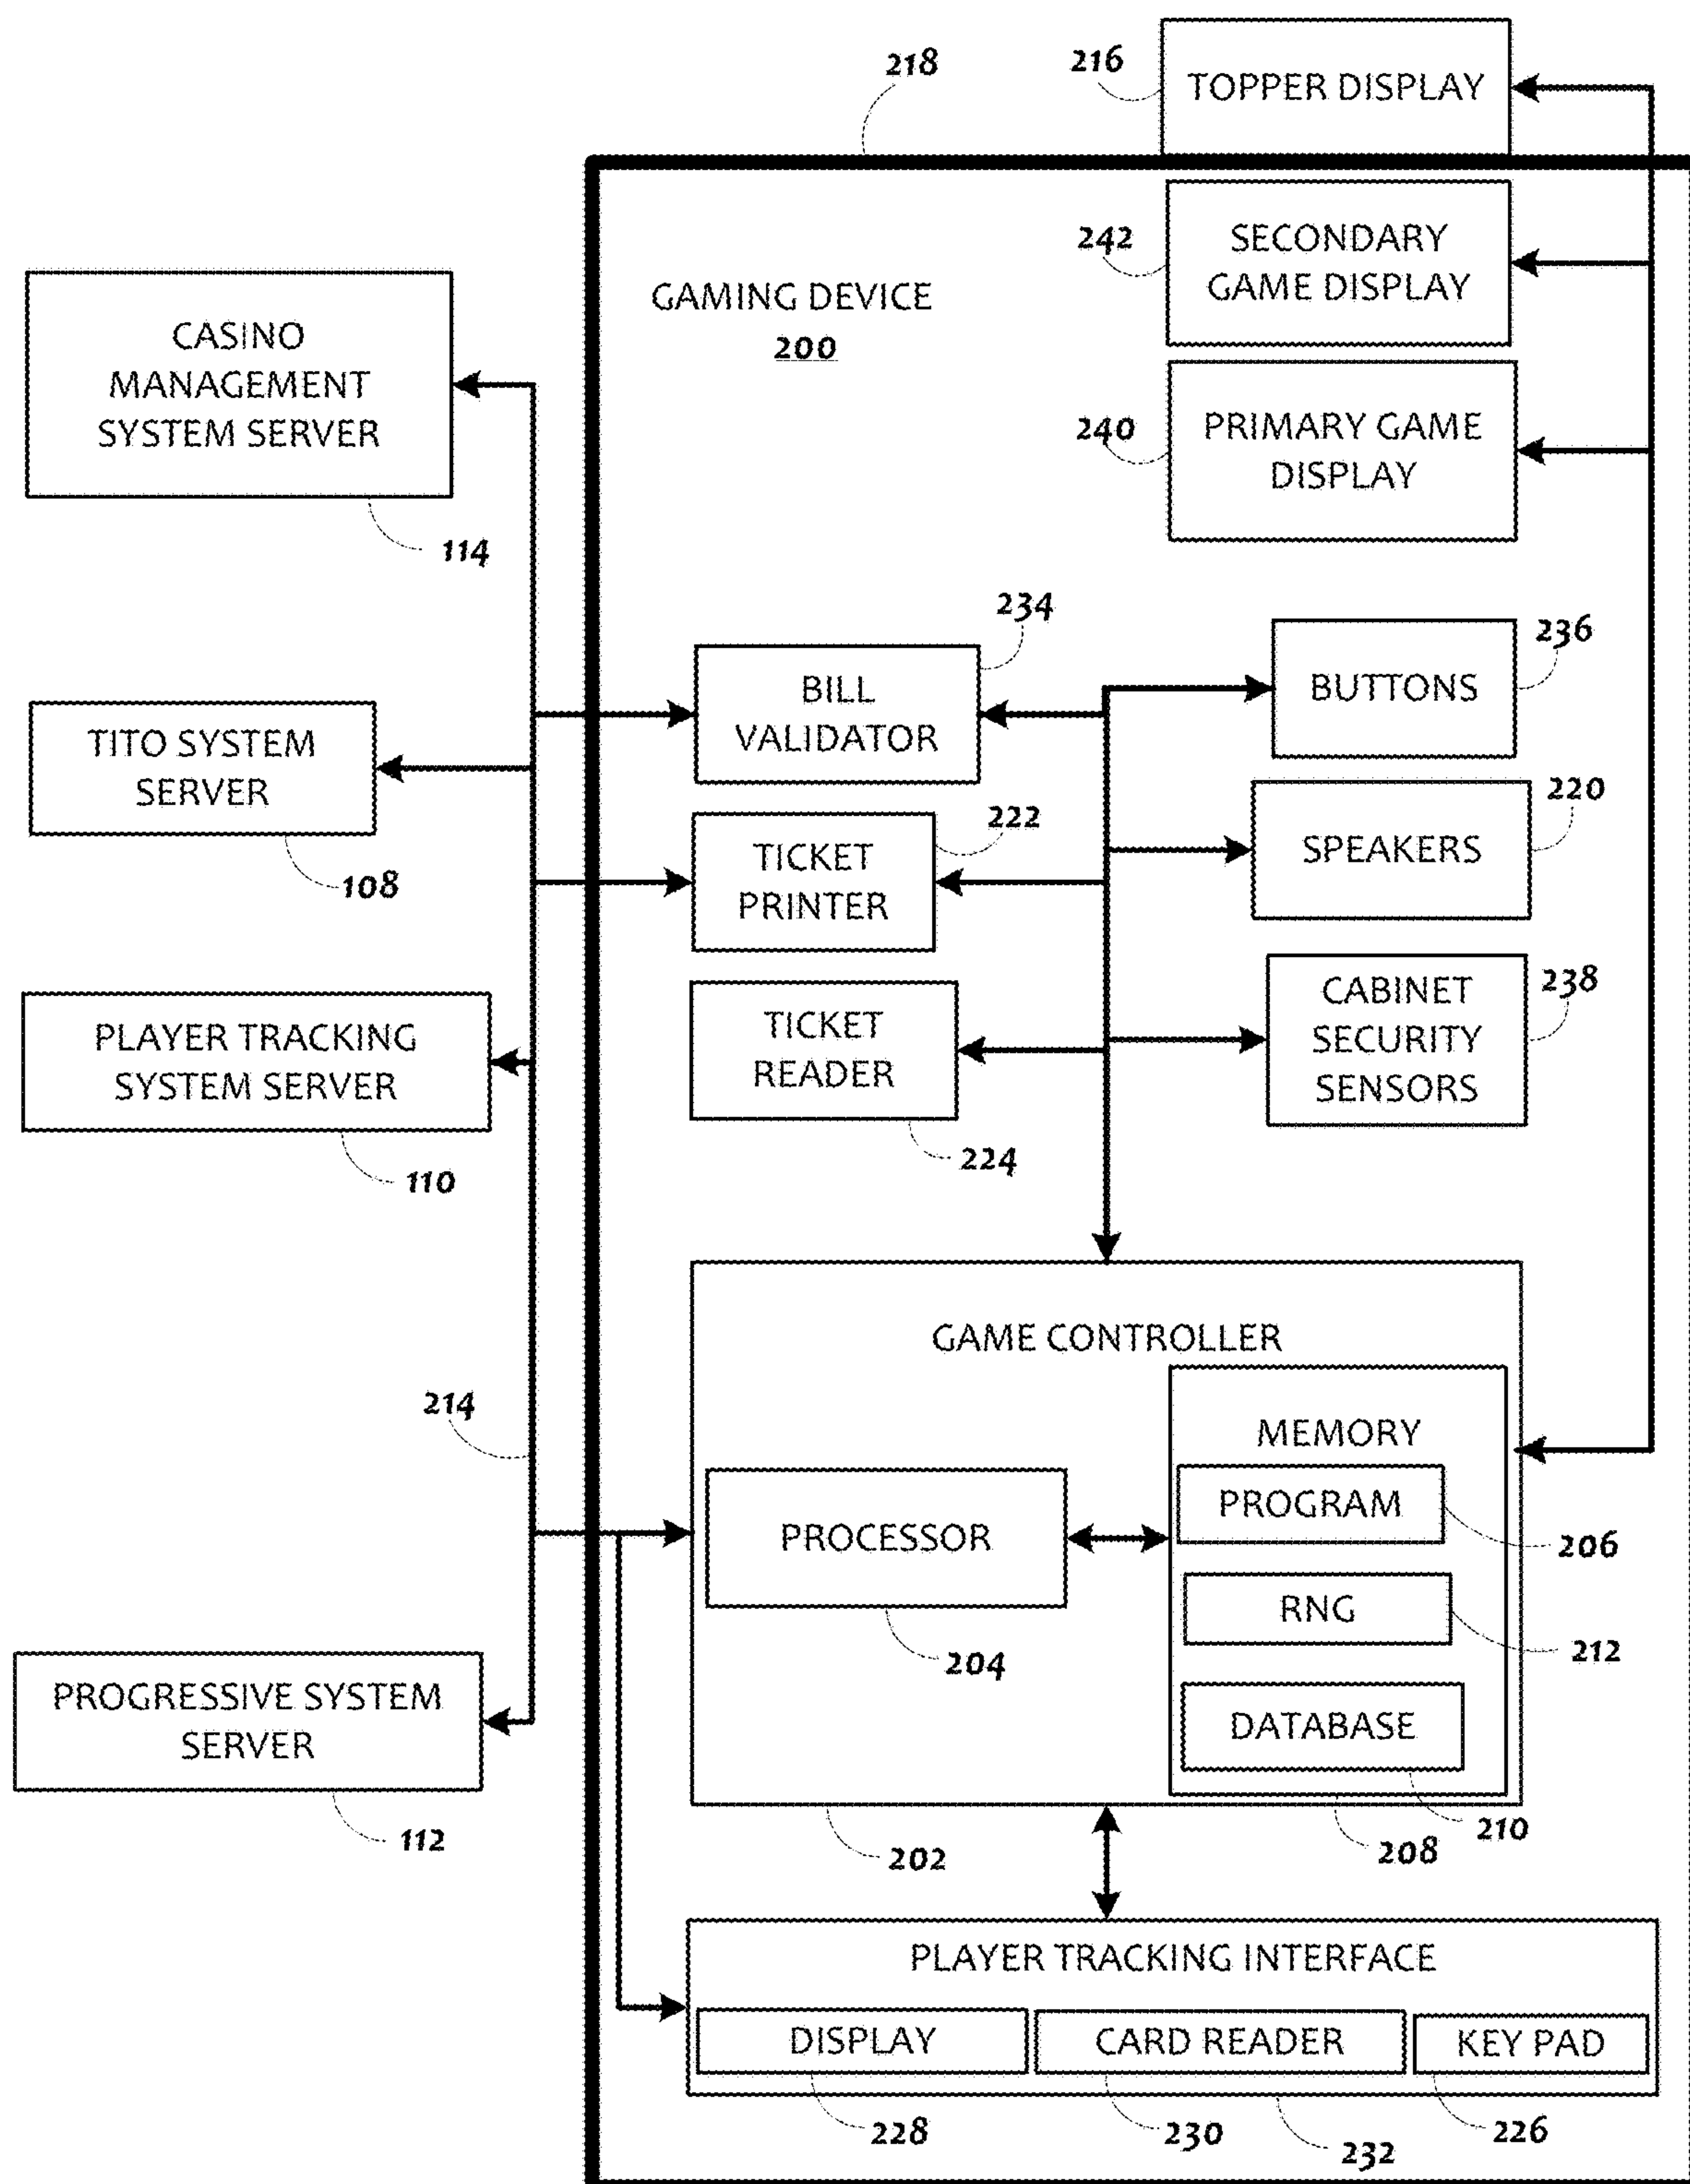 218
216
TOPPER DISPLAY
242
SECONDARY
GAME DISPLAY
GAMING DEVICE
200
CASINO
MANAGEMENT
SYSTEM SERVER
114
240
PRIMARY GAME
DISPLAY
234
BILL
VALIDATOR
236
BUTTONS
TITO SYSTEM
SERVER
108
222
TICKET
PRINTER
220
SPEAKERS
PLAYER TRACKING
SYSTEM SERVER
110
TICKET
READER
224
238
CABINET
SECURITY
SENSORS
214
GAME CONTROLLER
MEMORY
PROGRAM
206
PROCESSOR
204
RNG
212
DATABASE
210
208
202
PROGRESSIVE SYSTEM
SERVER
112
PLAYER TRACKING INTERFACE
DISPLAY
CARD READER
KEY PAD
228
230
232
226